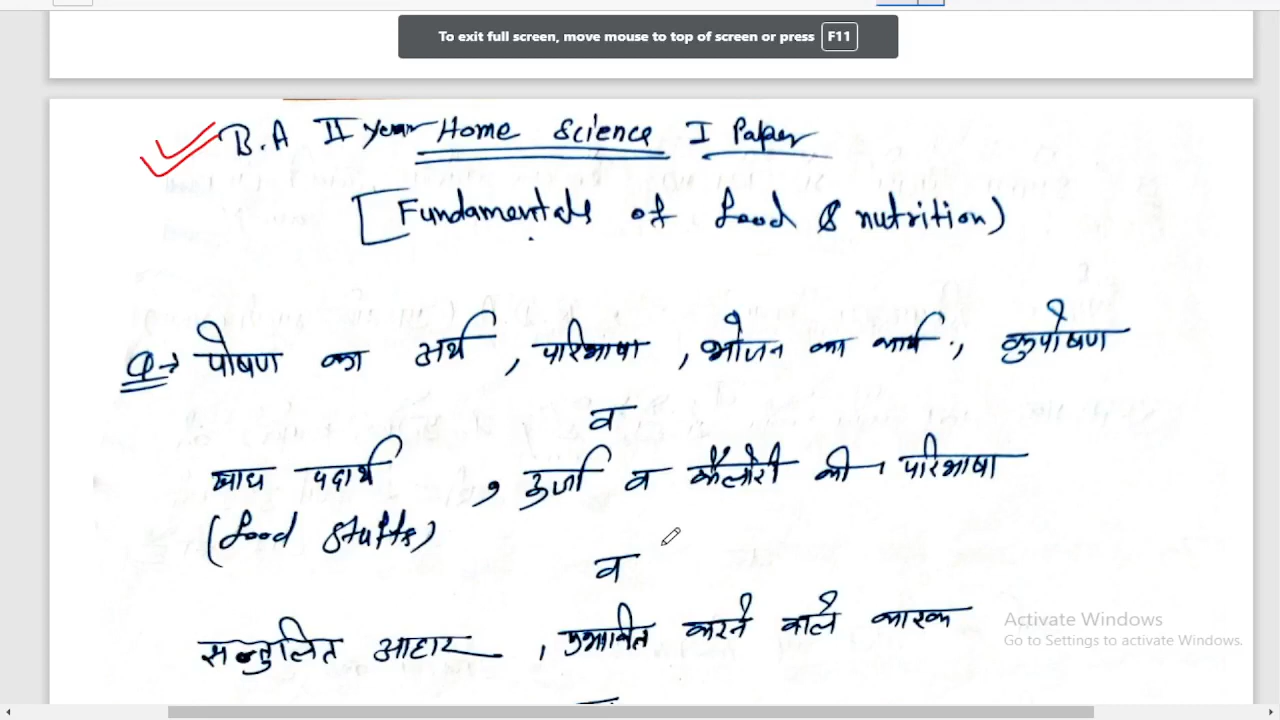 To exit full screen, move mouse to top of screen or press F11
B.A II Year Home Science I Paper
[Fundamentals of food & nutrition)
Q→ पोषण का अर्थ, परिभाषा, भोजन का कार्य, कुपोषण
व
खाद्य पदार्थ, ऊर्जा व कैलोरी की परिभाषा
(food stuffs)
व
सन्तुलित आहार, प्रभावित करने वाले कारक
Activate Windows
Go to Settings to activate Windows.